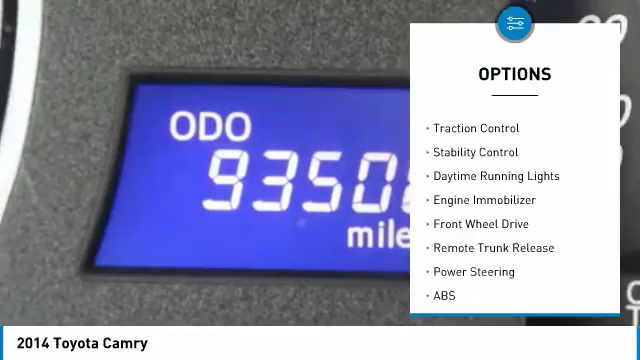 ODO
9350
mile
OPTIONS
Traction Control
Stability Control
Daytime Running Lights
Engine Immobilizer
Front Wheel Drive
Remote Trunk Release
Power Steering
ABS
2014 Toyota Camry